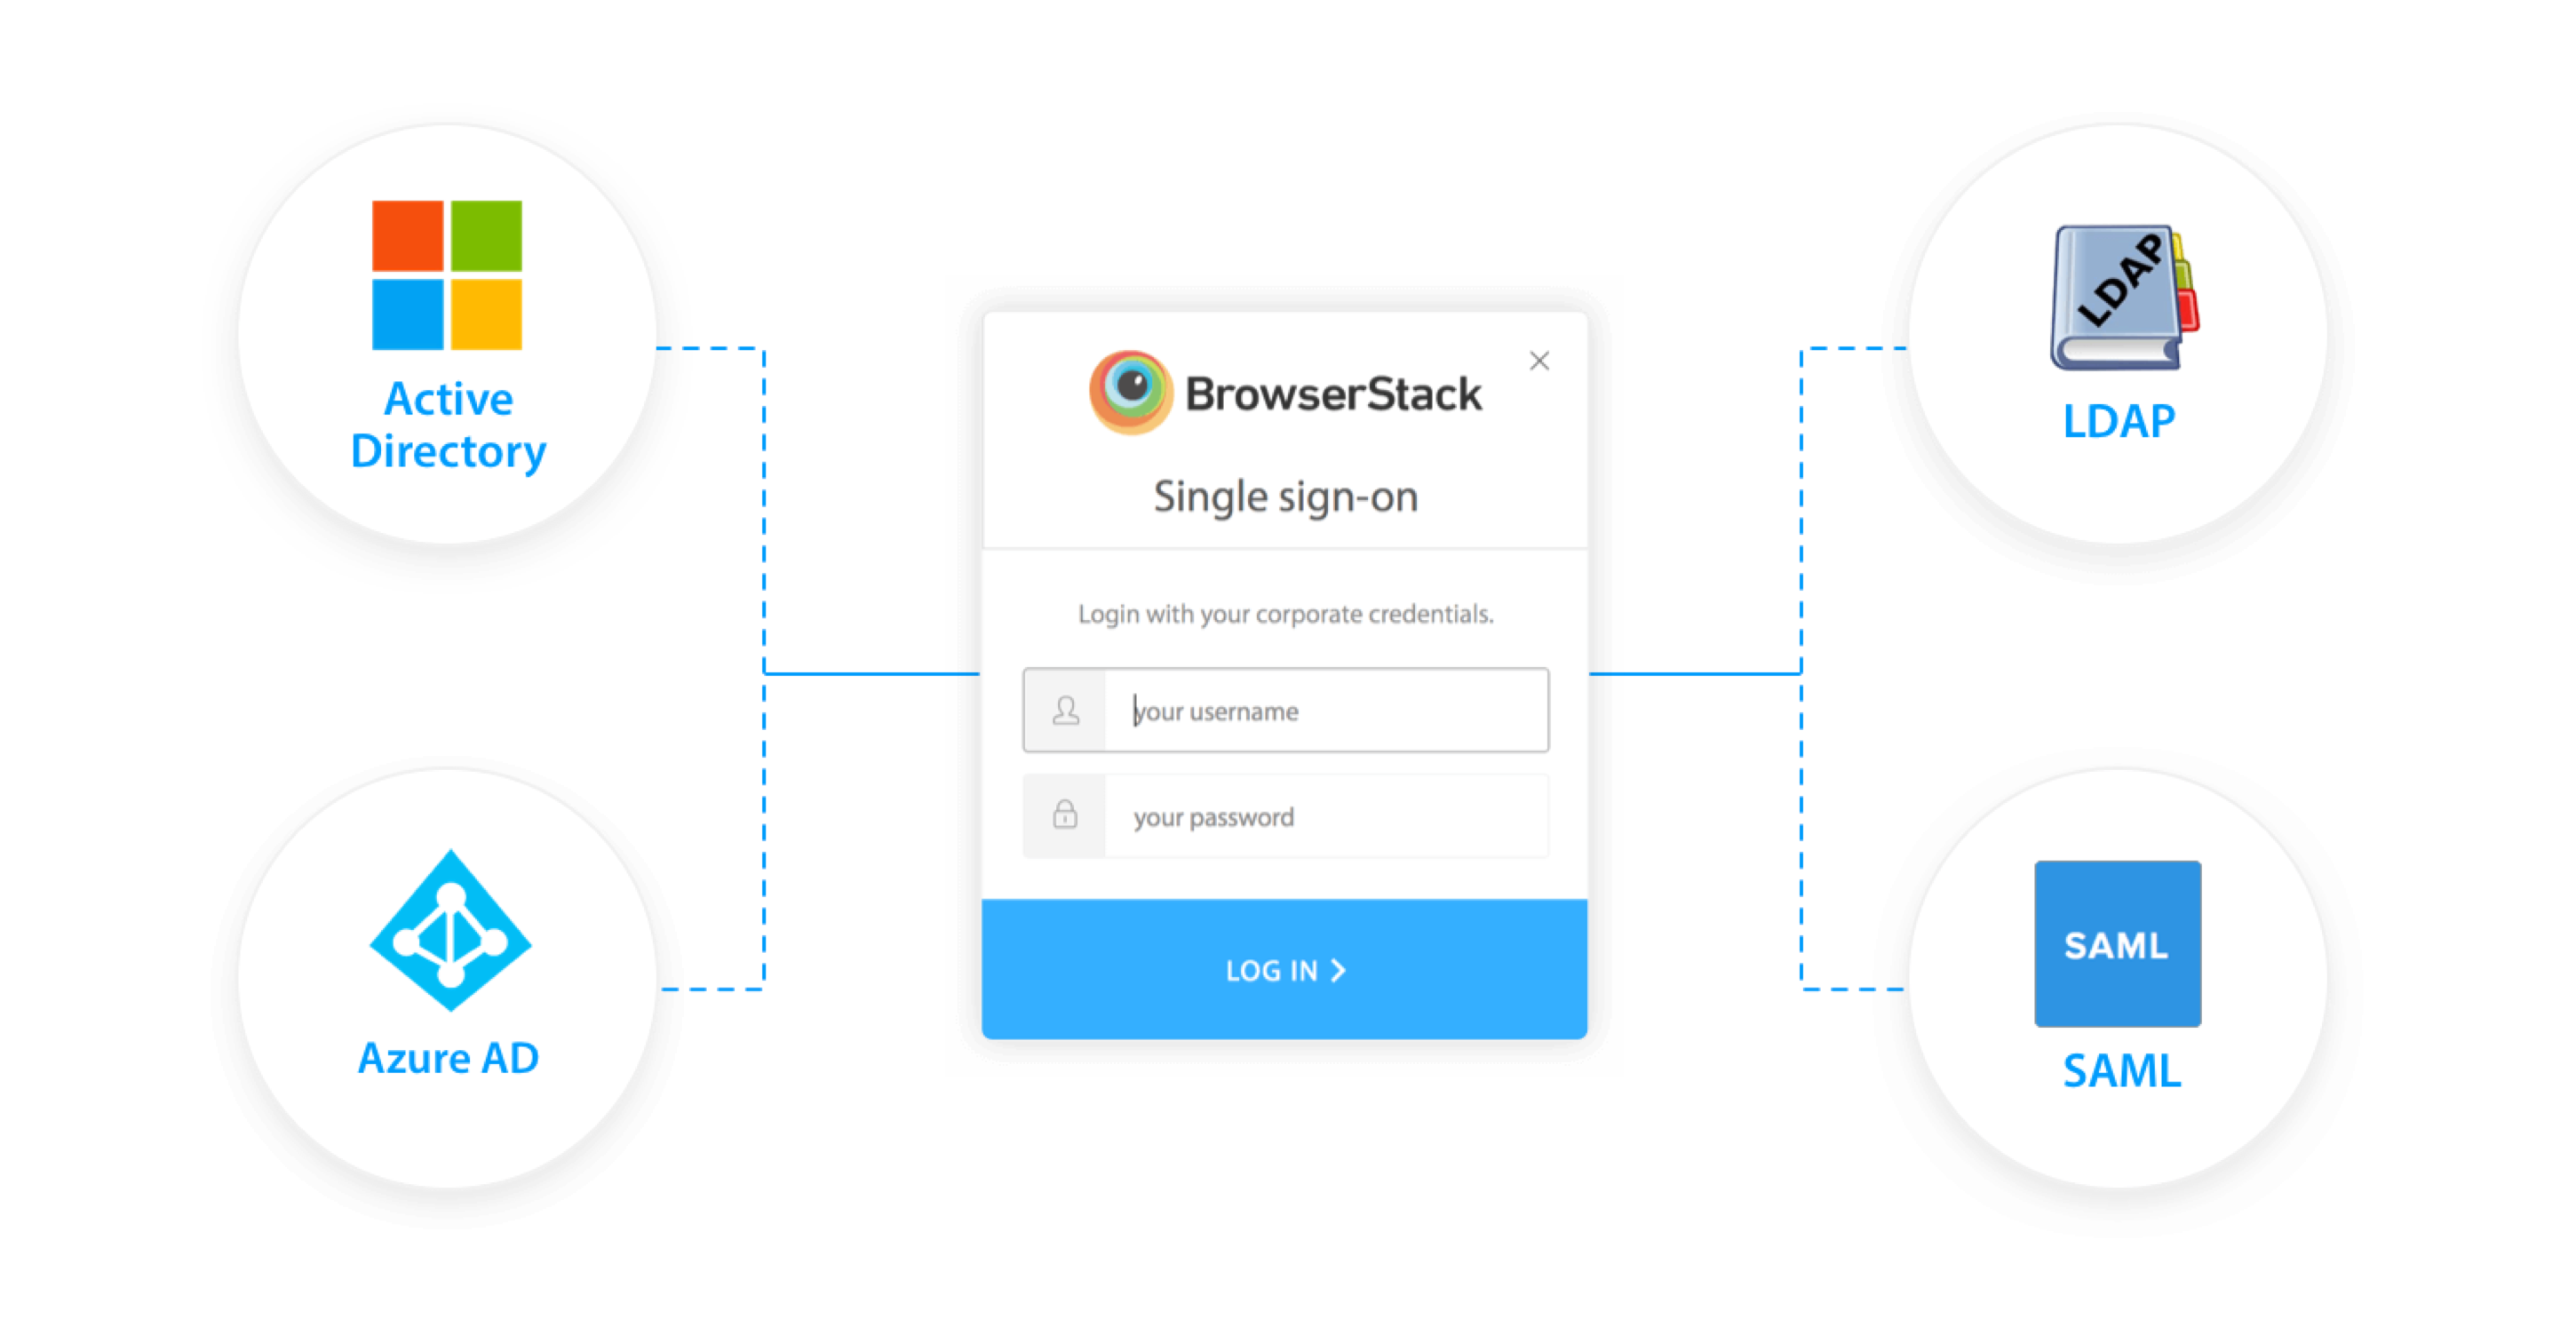 Active
Directory
Azure AD
BrowserStack
Single sign-on
Login with your corporate credentials.
your username
your password
LOG IN
LDAP
LDAP
SAML
SAML